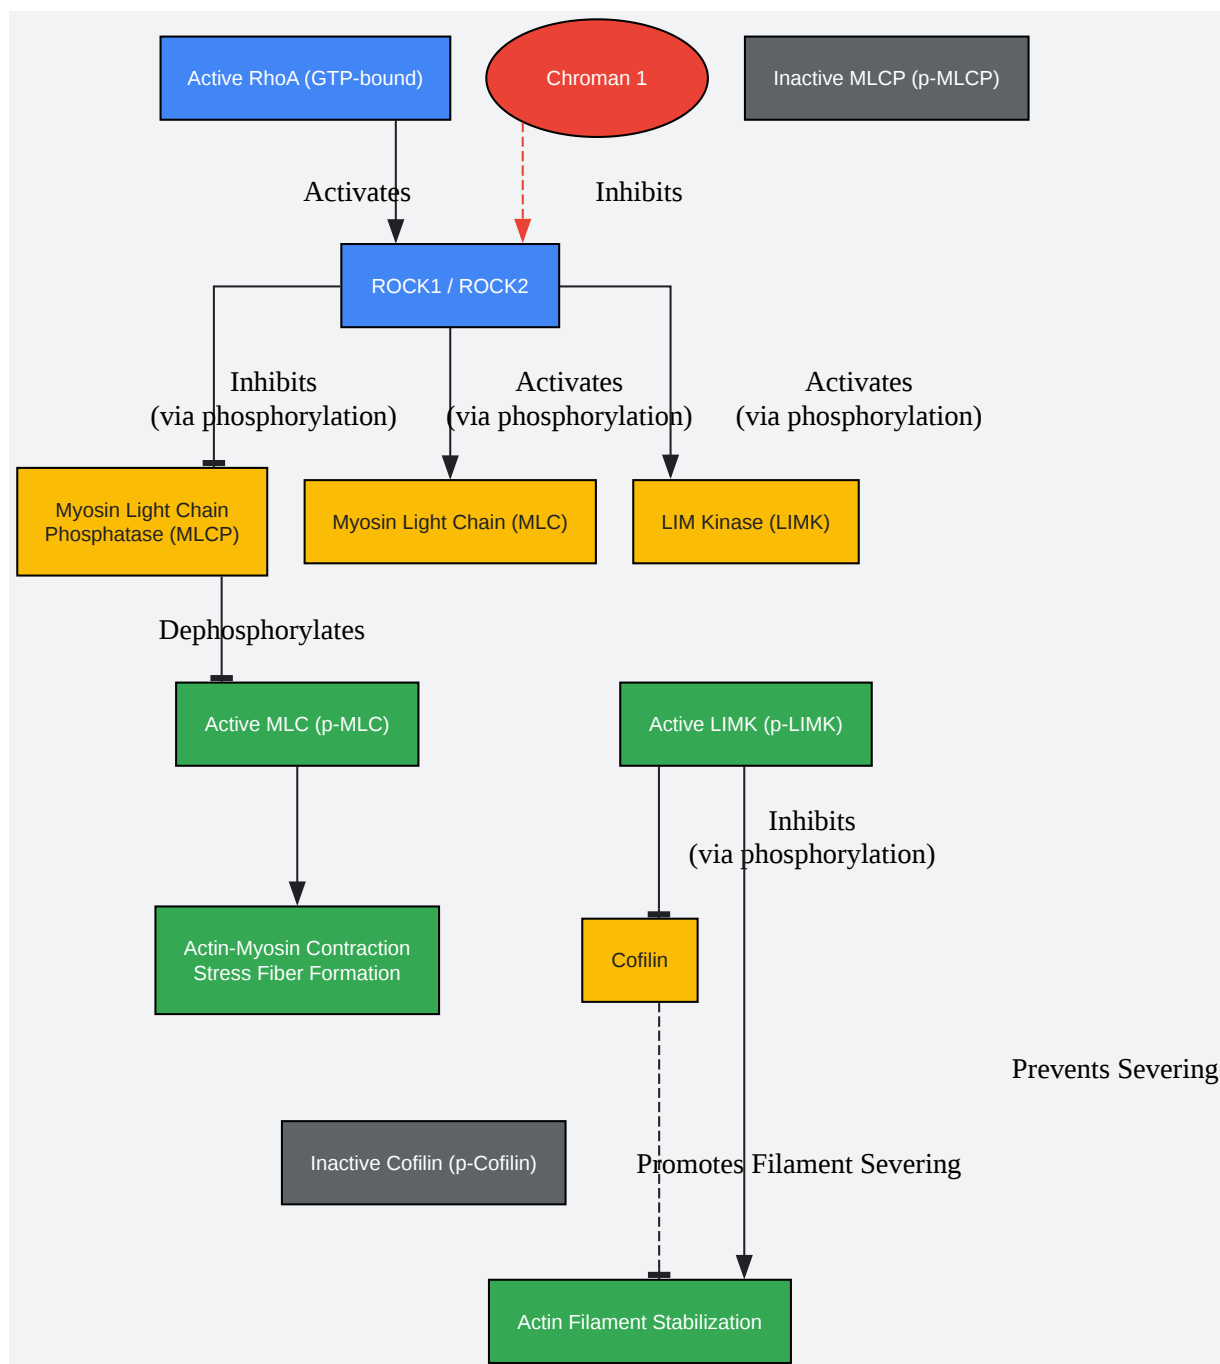 Active RhoA (GTP-bound)
Chroman 1
Inactive MLCP (p-MLCP)
Activates
Inhibits
ROCK1 / ROCK2
Inhibits
(via phosphorylation)
Activates
(via phosphorylation)
Activates
(via phosphorylation)
Myosin Light Chain
Phosphatase (MLCP)
Myosin Light Chain (MLC)
LIM Kinase (LIMK)
Dephosphorylates
Active MLC (p-MLC)
Active LIMK (p-LIMK)
Inhibits
(via phosphorylation)
Actin-Myosin Contraction
Stress Fiber Formation
Cofilin
Prevents Severing
Inactive Cofilin (p-Cofilin)
Promotes Filament Severing
Actin Filament Stabilization